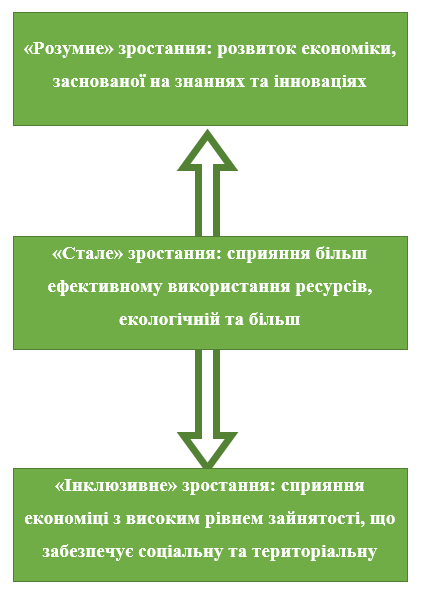 «Розумне» зростання: розвиток економіки,
заснованої на знаннях та інноваціях
«Стале» зростання: сприяння більш
ефективному використання ресурсів,
екологічній та більш
«Інклюзивне» зростання: сприяння
економіці з високим рівнем зайнятості, що
забезпечує соціальну та територіальну